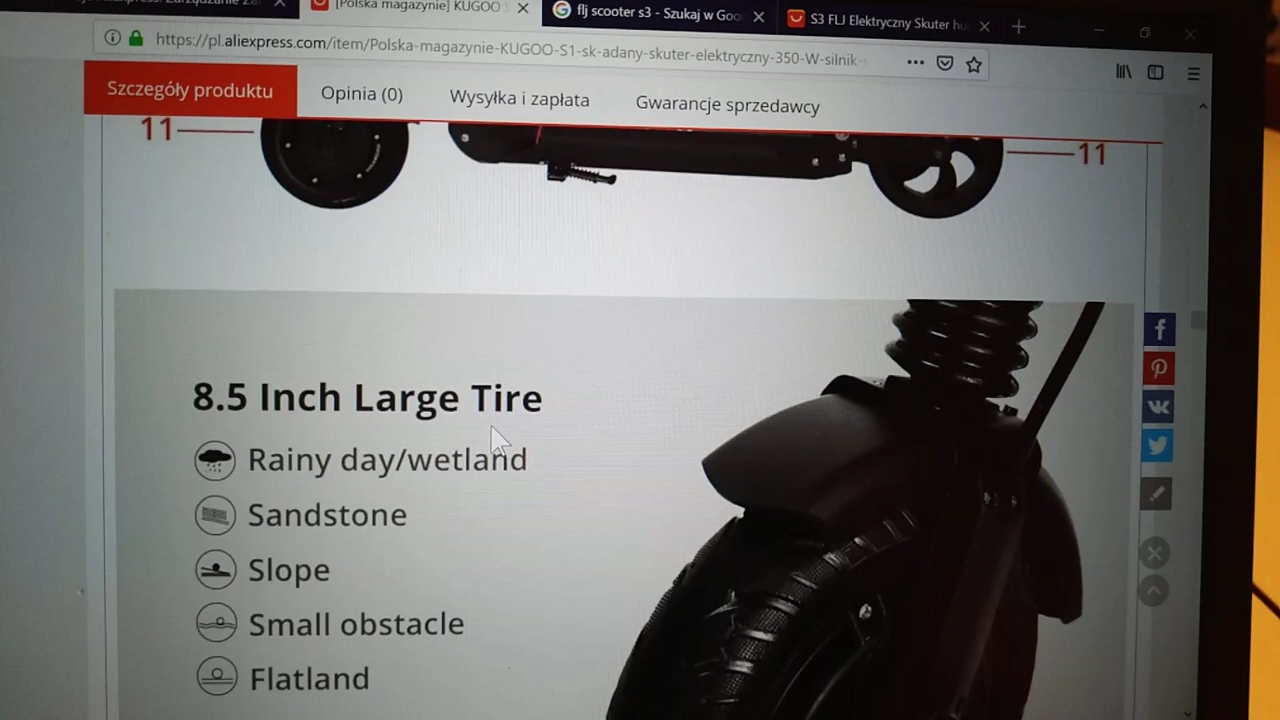 [Polska magazynie] KUGOO S
flj scooter s3 - Szukaj w Goo
S3 FLJ Elektryczny Skuter hu
https://pl.aliexpress.com/item/Polska-magazynie-KUGOO-S1-sk-adany-skuter-elektryczny-350-W-silnik-
Szczegóły produktu
Opinia (0)
Wysyłka i zapłata
Gwarancje sprzedawcy
11
11
8.5 Inch Large Tire
Rainy day/wetland
Sandstone
Slope
Small obstacle
Flatland